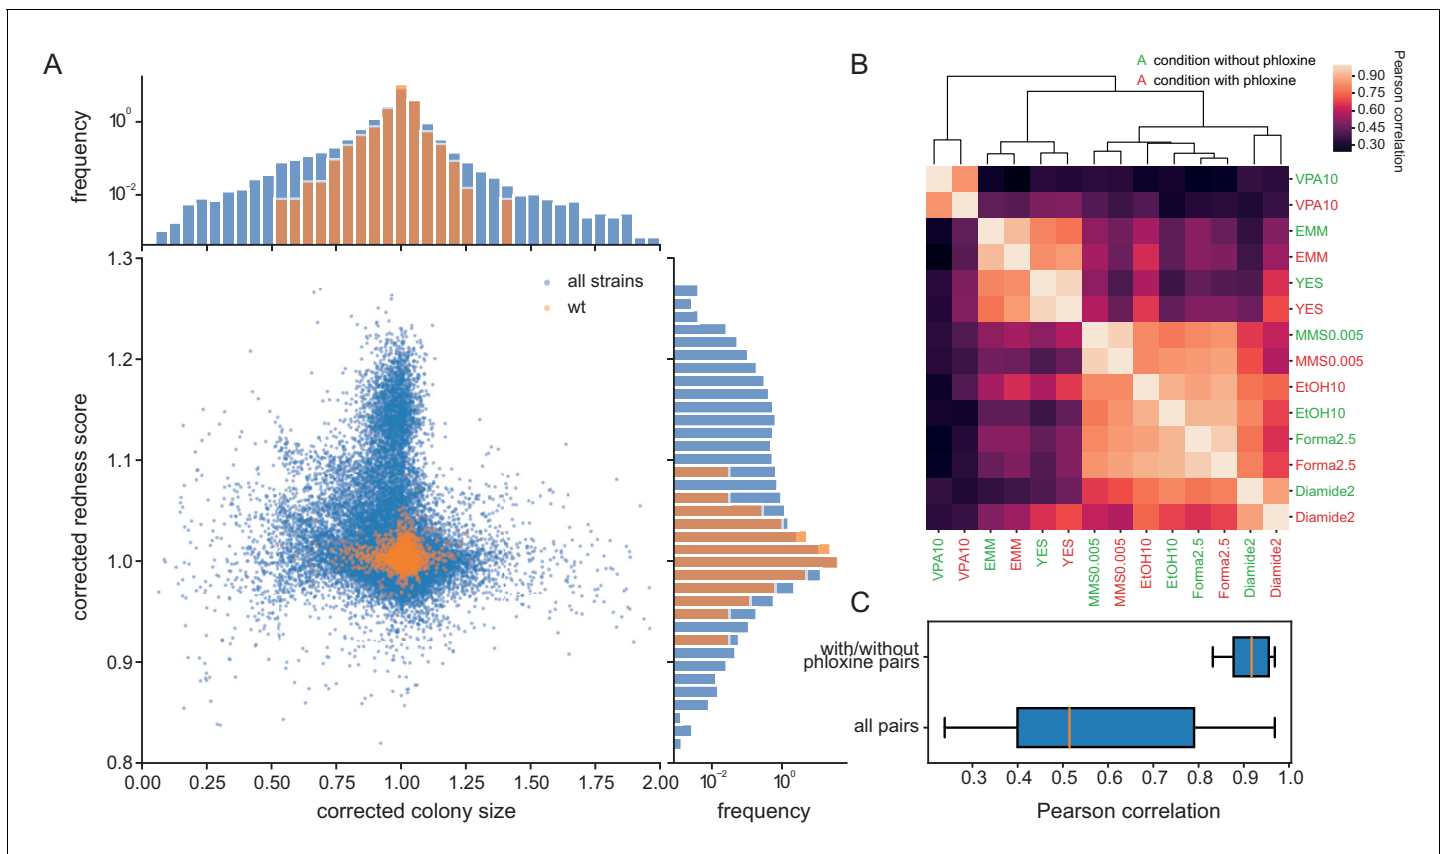 A
frequency
10^0
10^-2
1.3
1.2
1.1
1.0
0.9
0.8
corrected redness score
all strains
wt
0.00 0.25 0.50 0.75 1.00 1.25 1.50 1.75 2.00
corrected colony size
10^-2 10^0
frequency
B
A condition without phloxine
A condition with phloxine
0.90
0.75
0.60
0.45
0.30
Pearson correlation
VPA10
VPA10
EMM
EMM
YES
YES
MMS0.005
MMS0.005
EtOH10
EtOH10
Forma2.5
Forma2.5
Diamide2
Diamide2
VPA10
VPA10
EMM
EMM
YES
YES
MMS0.005
MMS0.005
EtOH10
EtOH10
Forma2.5
Forma2.5
Diamide2
Diamide2
C
with/without
phloxine pairs
all pairs
0.3 0.4 0.5 0.6 0.7 0.8 0.9 1.0
Pearson correlation